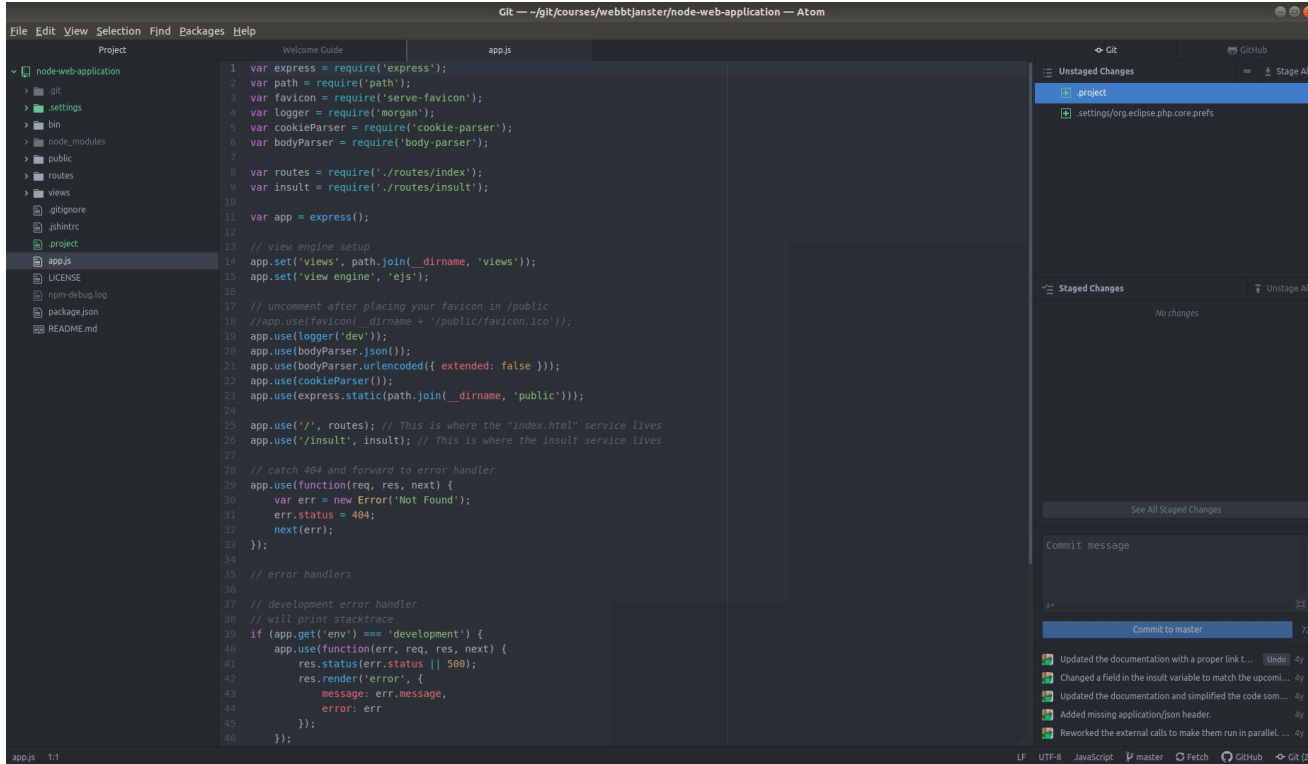 Git — ~/git/courses/webbtjanster/node-web-application — Atom
File Edit View Selection Find Packages Help
Project
node-web-application
.git
.settings
bin
node_modules
public
routes
views
.gitignore
.jshintrc
.project
app.js
LICENSE
npm-debug.log
package.json
README.md
Welcome Guide
app.js
1 var express = require('express');
2 var path = require('path');
3 var favicon = require('serve-favicon');
4 var logger = require('morgan');
5 var cookieParser = require('cookie-parser');
6 var bodyParser = require('body-parser');
7
8 var routes = require('./routes/index');
9 var insult = require('./routes/insult');
10
11 var app = express();
12
13 // view engine setup
14 app.set('views', path.join(__dirname, 'views'));
15 app.set('view engine', 'ejs');
16
17 // uncomment after placing your favicon in /public
18 //app.use(favicon(__dirname + '/public/favicon.ico'));
19 app.use(logger('dev'));
20 app.use(bodyParser.json());
21 app.use(bodyParser.urlencoded({ extended: false }));
22 app.use(cookieParser());
23 app.use(express.static(path.join(__dirname, 'public')));
24
25 app.use('/', routes); // This is where the "index.html" service lives
26 app.use('/insult', insult); // This is where the insult service lives
27
28 // catch 404 and forward to error handler
29 app.use(function(req, res, next) {
30     var err = new Error('Not Found');
31     err.status = 404;
32     next(err);
33 });
34
35 // error handlers
36
37 // development error handler
38 // will print stacktrace
39 if (app.get('env') === 'development') {
40     app.use(function(err, req, res, next) {
41         res.status(err.status || 500);
42         res.render('error', {
43             message: err.message,
44             error: err
45         });
46     });
Git
GitHub
Unstaged Changes
Stage Al
.project
.settings/org.eclipse.php.core.prefs
Staged Changes
Unstage Al
No changes
See All Staged Changes
Commit message
Commit to master
Updated the documentation with a proper link t... Undo 4y
Changed a field in the insult variable to match the upcomi... 4y
Updated the documentation and simplified the code som... 4y
Added missing application/json header. 4y
Reworked the external calls to make them run in parallel. ... 4y
app.js 1:1
LF UTF-8 JavaScript master Fetch GitHub Git (2